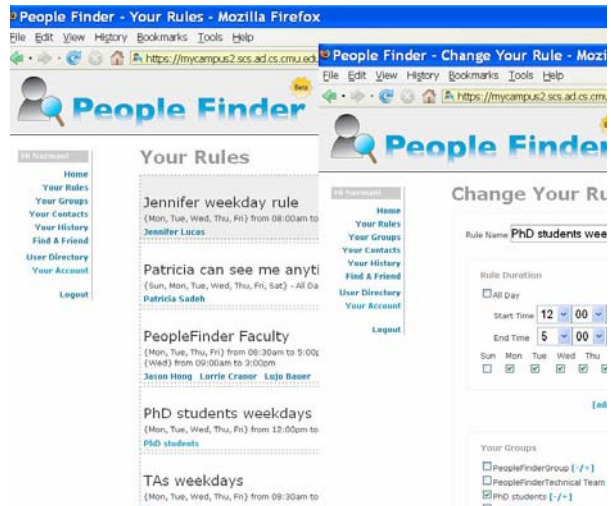 People Finder - Your Rules - Mozilla Firefox
File Edit View History Bookmarks Tools Help
https://mycampus2.scs.ad.cs.cmu.ed
Beta
People Finder
Hi Norman!
Home
Your Rules
Your Groups
Your Contacts
Your History
Find A Friend
User Directory
Your Account
Logout
Your Rules
Jennifer weekday rule
{Mon, Tue, Wed, Thu, Fri} from 08:00am to
Jennifer Lucas
Patricia can see me anyti
{Sun, Mon, Tue, Wed, Thu, Fri, Sat} - All Da
Patricia Sadeh
PeopleFinder Faculty
{Mon, Tue, Thu, Fri} from 08:30am to 5:00p
{Wed} from 09:00am to 3:00pm
Jason Hong Lorrie Cranor Lujo Bauer
PhD students weekdays
{Mon, Tue, Wed, Thu, Fri} from 12:00pm to
PhD students
TAs weekdays
{Mon, Tue, Wed, Thu, Fri} from 08:30am to
People Finder - Change Your Rule - Mozi
File Edit View History Bookmarks Tools Help
https://mycampus2.scs.ad.cs.cmu
People Finder
Hi Norman!
Home
Your Rules
Your Groups
Your Contacts
Your History
Find A Friend
User Directory
Your Account
Logout
Change Your Ru
Rule Name PhD students wee
Rule Duration
All Day
Start Time 12 00
End Time 5 00
Sun Mon Tue Wed Thu
[ad
Your Groups
PeopleFinderGroup [-/+]
PeopleFinderTechnical Team
PhD students [-/+]